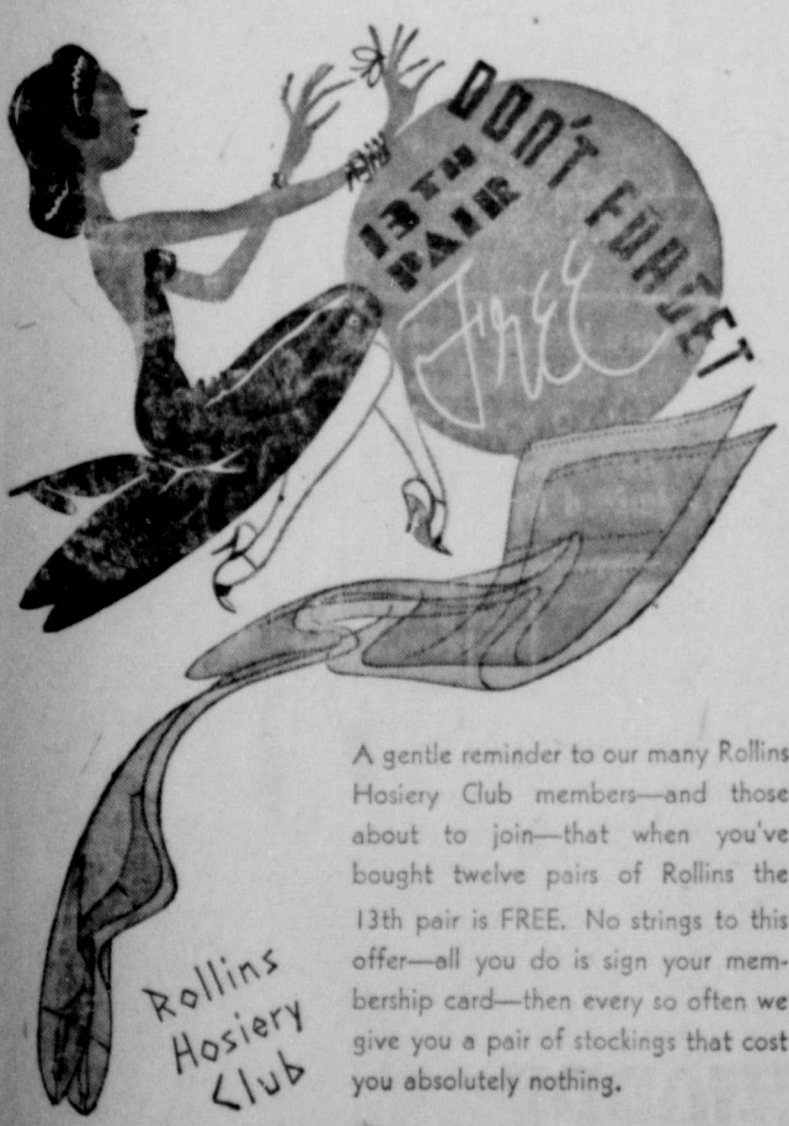 DON'T FORGET
13TH
PAIR
FREE
A gentle reminder to our many Rollins
Hosiery Club members—and those
about to join—that when you've
bought twelve pairs of Rollins the
13th pair is FREE. No strings to this
offer—all you do is sign your mem-
bership card—then every so often we
give you a pair of stockings that cost
you absolutely nothing.
Rollins
Hosiery
Club